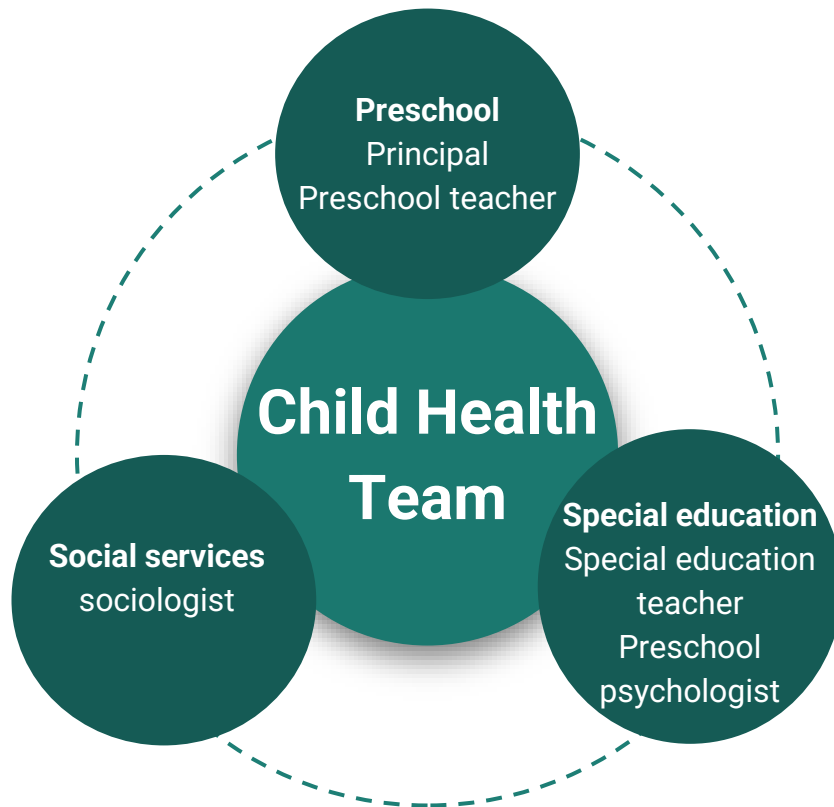 Preschool
Principal
Preschool teacher
Child Health
Team
Social services
sociologist
Special education
Special education
teacher
Preschool
psychologist